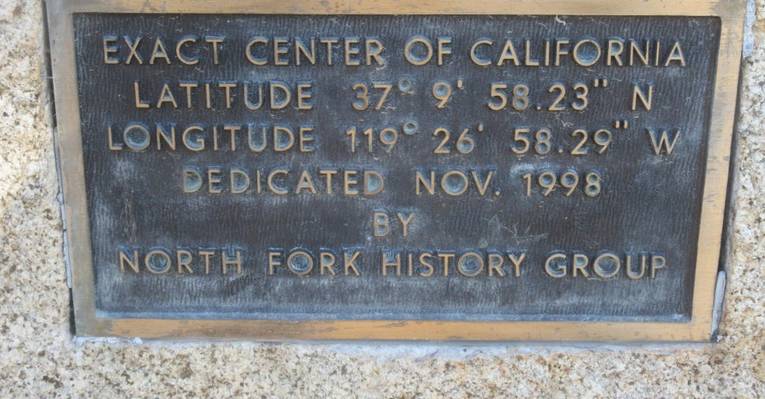 EXACT CENTER OF CALIFORNIA
LATITUDE 37° 9' 58.23" N
LONGITUDE 119° 26' 58.29" W
DEDICATED NOV. 1998
BY
NORTH FORK HISTORY GROUP